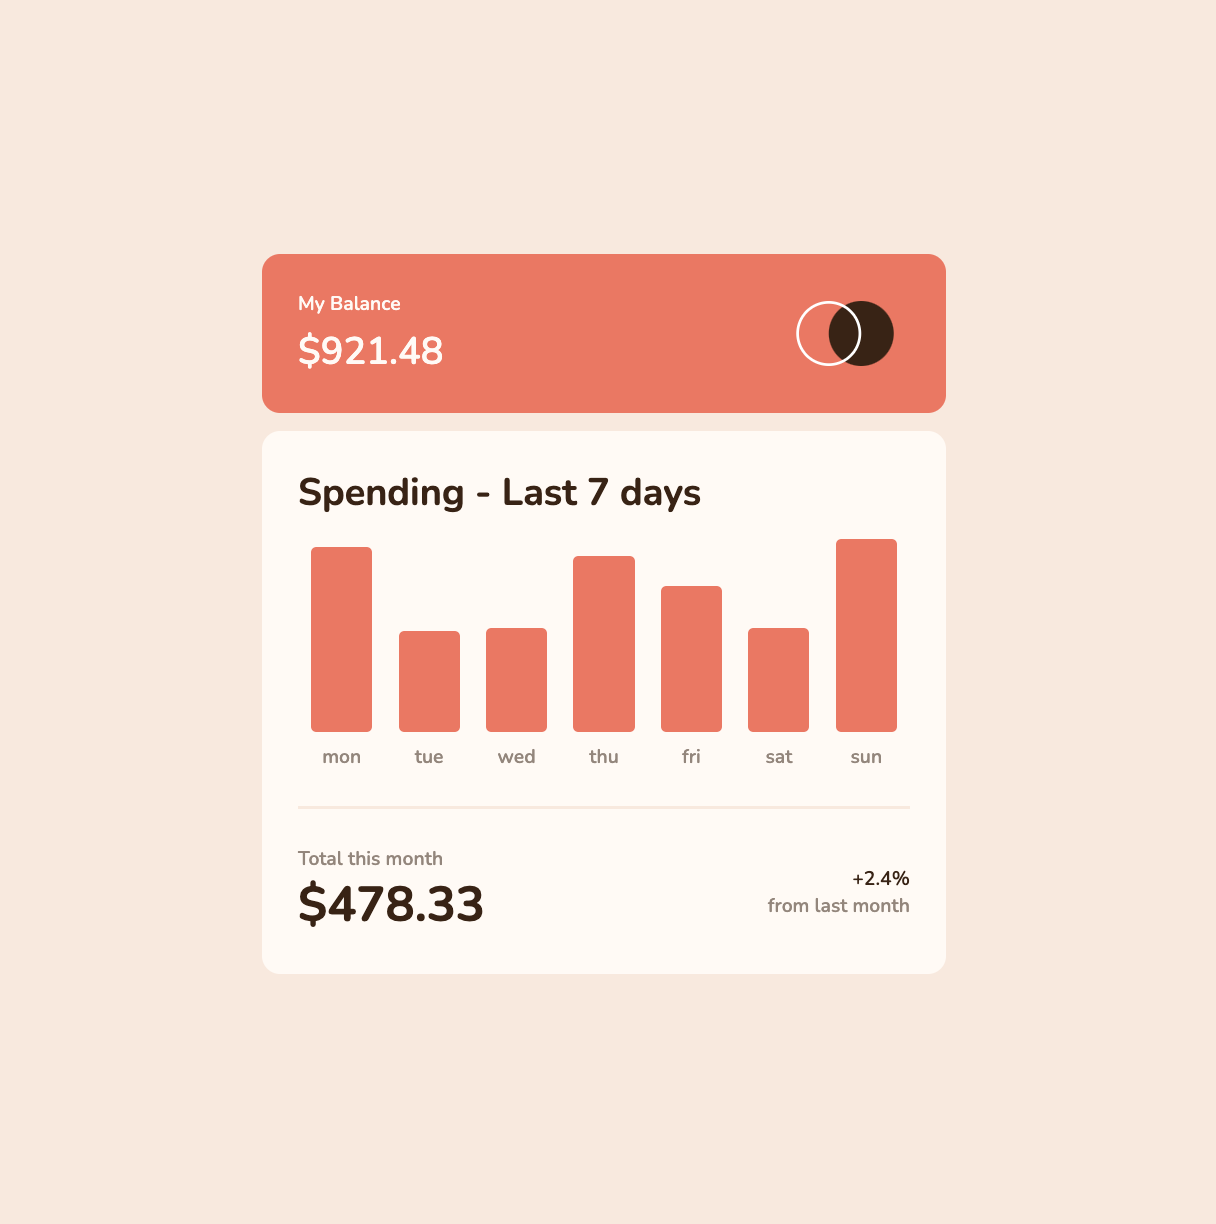 My Balance
$921.48
Spending - Last 7 days
mon tue wed thu fri sat sun
Total this month
$478.33
+2.4%
from last month